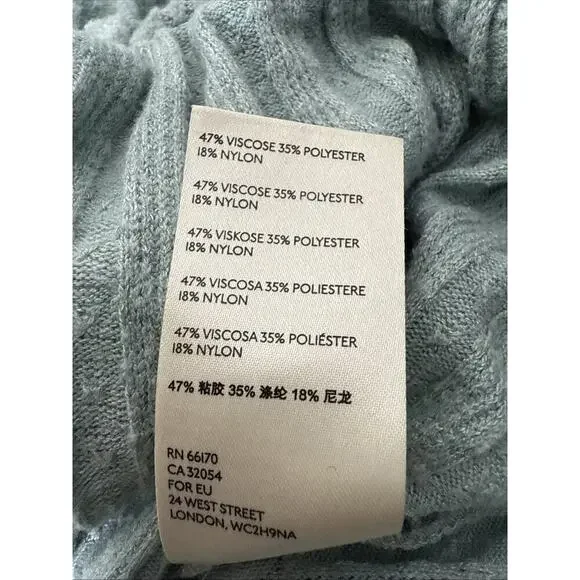 47% VISCOSE 35% POLYESTER
18% NYLON
47% VISCOSE 35% POLYESTER
18% NYLON
47% VISKOSE 35% POLYESTER
18% NYLON
47% VISCOSA 35% POLIESTERE
18% NYLON
47% VISCOSA 35% POLIÉSTER
18% NYLON
47% 粘胶 35% 涤纶 18% 尼龙
RN 66170
CA 32054
FOR EU
24 WEST STREET
LONDON, WC2H9NA